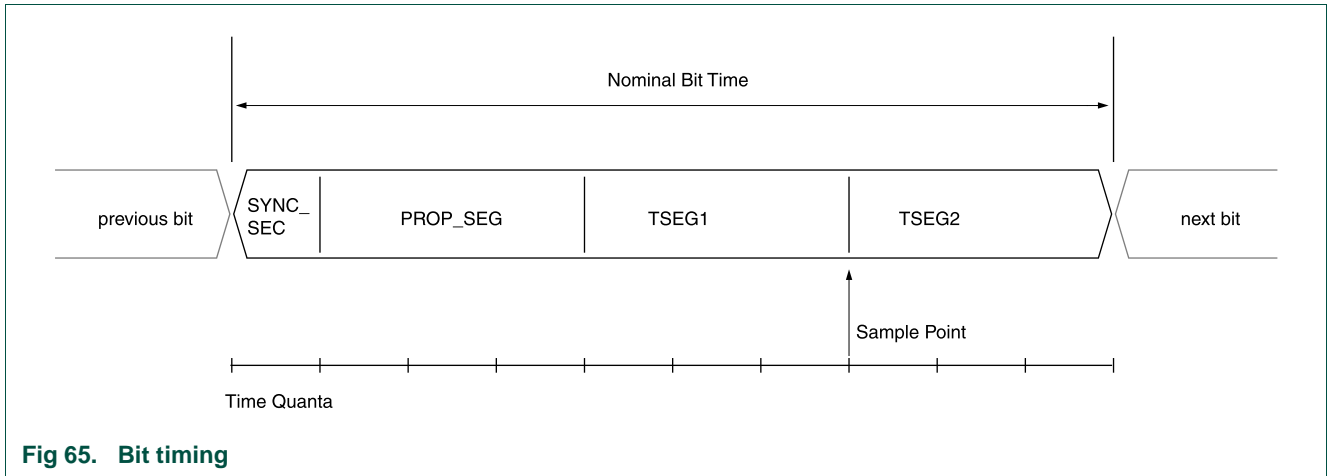 Nominal Bit Time
previous bit
SYNC_
SEC
PROP_SEG
TSEG1
TSEG2
next bit
Sample Point
Time Quanta
Fig 65. Bit timing